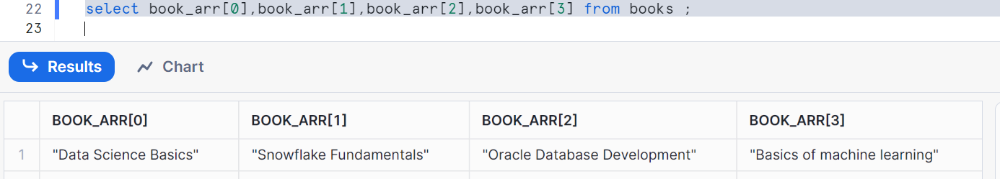 22 select book_arr[0],book_arr[1],book_arr[2],book_arr[3] from books ;
23
Results Chart
BOOK_ARR[0] BOOK_ARR[1] BOOK_ARR[2] BOOK_ARR[3]
1 "Data Science Basics" "Snowflake Fundamentals" "Oracle Database Development" "Basics of machine learning"